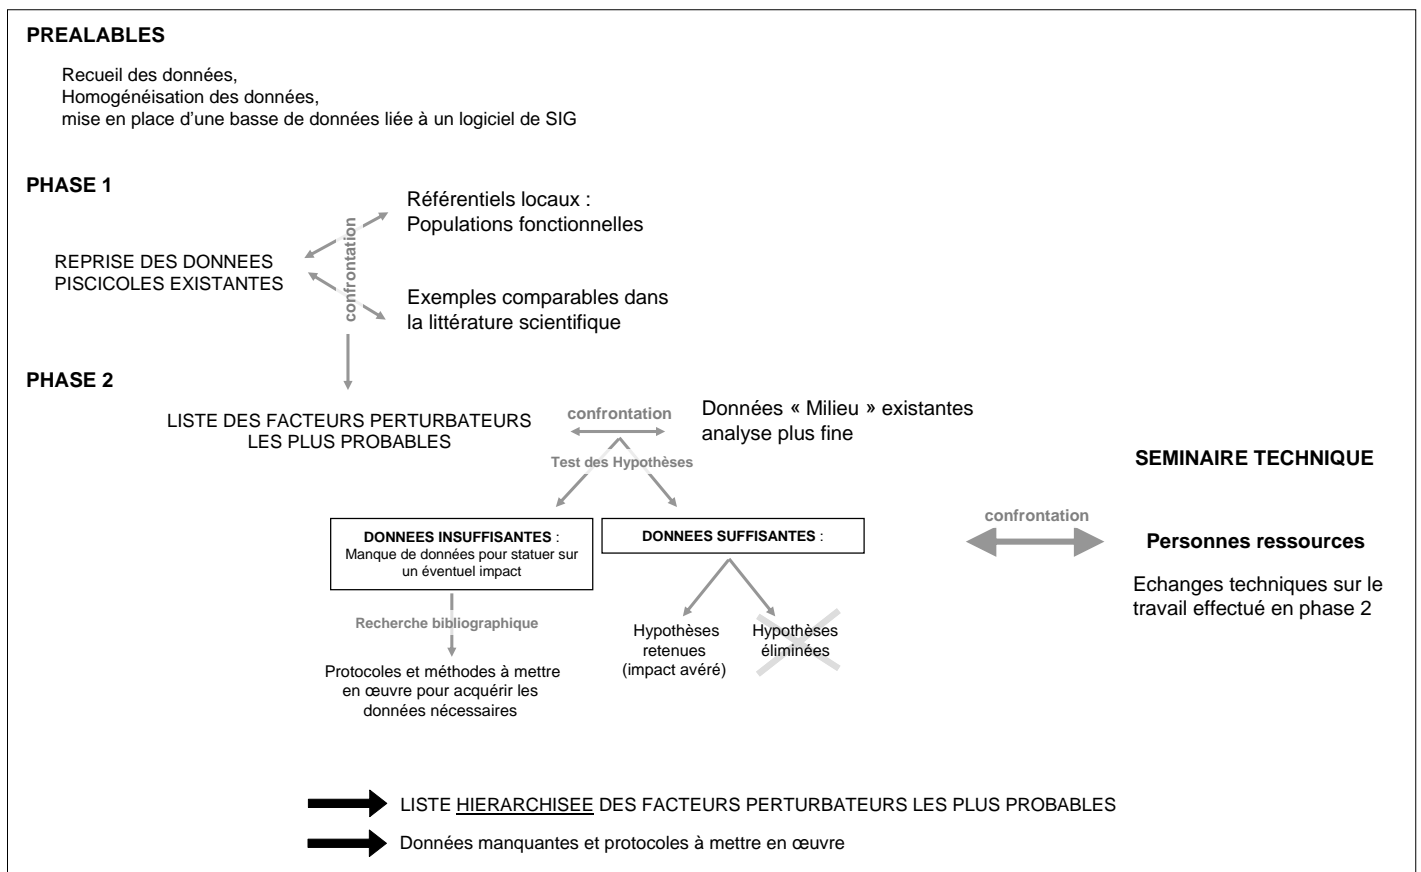 PREALABLES
Recueil des données,
Homogénéisation des données,
mise en place d'une basse de données liée à un logiciel de SIG
PHASE 1
Référentiels locaux :
Populations fonctionnelles
confrontation
REPRISE DES DONNEES
PISCICOLES EXISTANTES
Exemples comparables dans
la littérature scientifique
PHASE 2
LISTE DES FACTEURS PERTURBATEURS
LES PLUS PROBABLES
confrontation
Données « Milieu » existantes
analyse plus fine
Test des Hypothèses
SEMINAIRE TECHNIQUE
confrontation
Personnes ressources
Echanges techniques sur le
travail effectué en phase 2
DONNEES INSUFFISANTES :
Manque de données pour statuer sur
un éventuel impact
DONNEES SUFFISANTES :
Recherche bibliographique
Protocoles et méthodes à mettre
en œuvre pour acquérir les
données nécessaires
Hypothèses
retenues
(impact avéré)
Hypothèses
éliminées
LISTE HIERARCHISEE DES FACTEURS PERTURBATEURS LES PLUS PROBABLES
Données manquantes et protocoles à mettre en œuvre